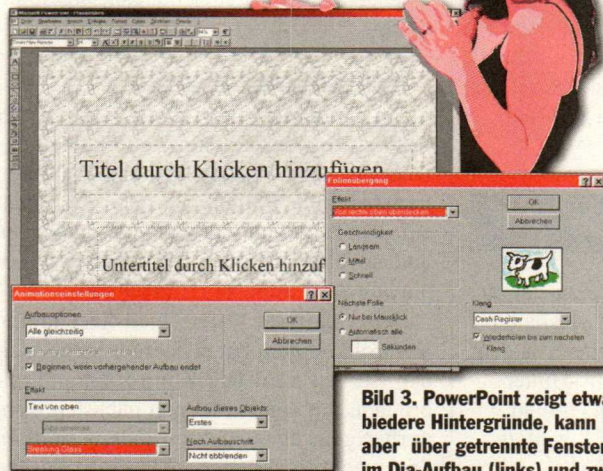 Microsoft PowerPoint -
Titel durch Klicken hinzufügen
Untertitel durch Klicken hinzuf
Folienübergang
Effekt
Von rechts oben überdecken
OK
Abbrechen
Geschwindigkeit
Langsam
Mittel
Schnell
Nächste Folie
Nur bei Mausklick
Automatisch alle
Sekunden
Klang
Cash Register
Wiederholen bis zum nächsten
Klang
Animationseinstellungen
Aufbauoptionen
Alle gleichzeitig
OK
Abbrechen
Beginnen, wenn vorhergehender Aufbau endet
Effekt
Text von oben
Aufbau dieses Objekts:
Erstes
Breaking Glass
Nach Aufbauschritt
Nicht abblenden
Bild 3. PowerPoint zeigt etwa
biedere Hintergründe, kann
aber über getrennte Fenster
im Dia-Aufbau (links) und